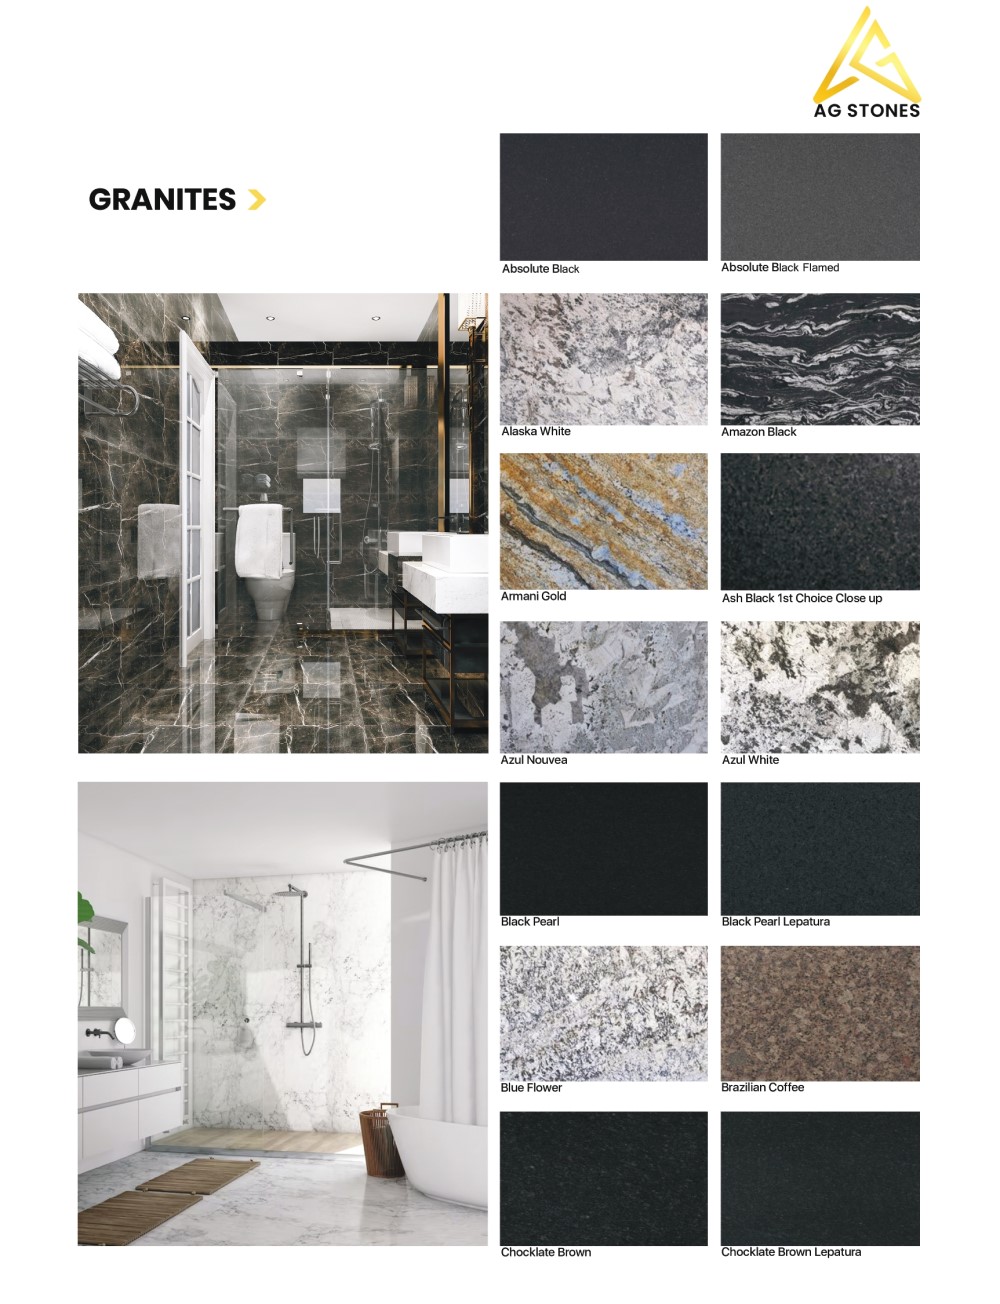 AG STONES
GRANITES
Absolute Black
Absolute Black Flamed
Alaska White
Amazon Black
Armani Gold
Ash Black 1st Choice Close up
Azul Nouvea
Azul White
Black Pearl
Black Pearl Lepatura
Blue Flower
Brazilian Coffee
Chocklate Brown
Chocklate Brown Lepatura